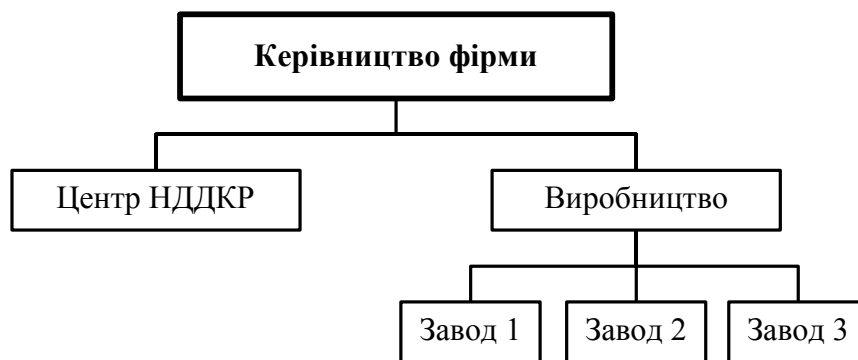 Керівництво фірми
Центр НДДКР
Виробництво
Завод 1
Завод 2
Завод 3